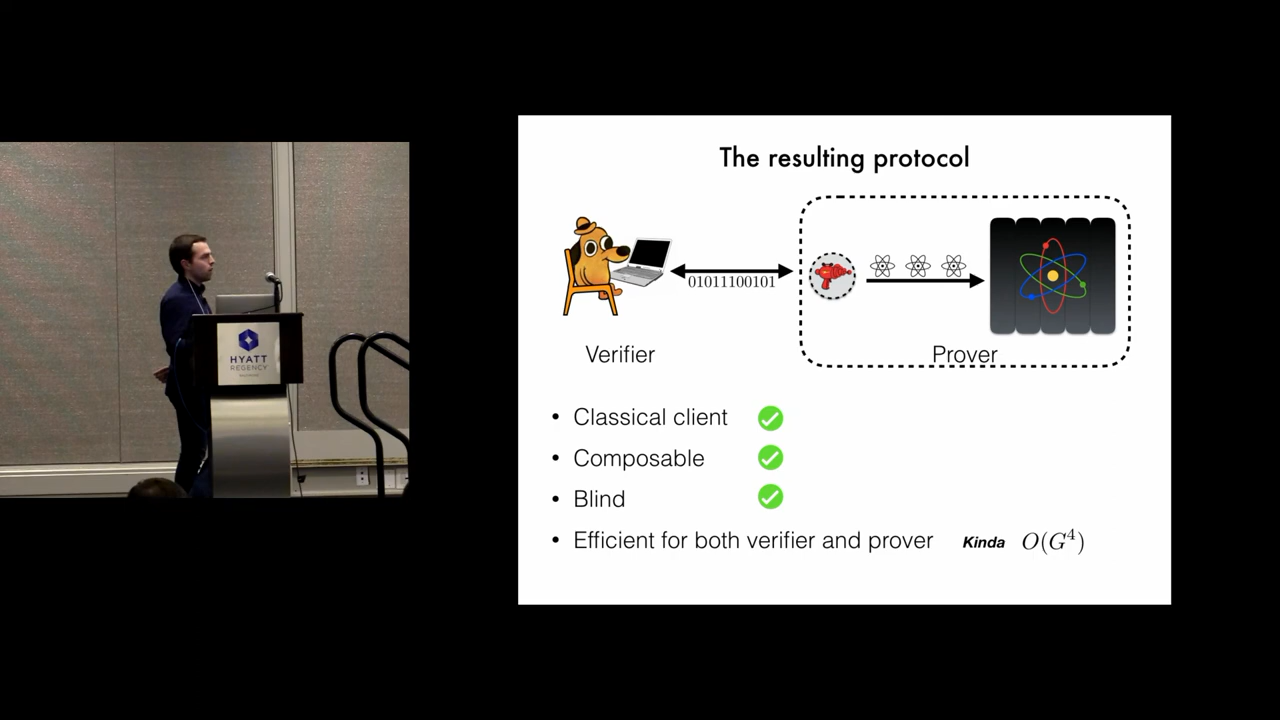 The resulting protocol
01011100101
Verifier
Prover
• Classical client
• Composable
• Blind
• Efficient for both verifier and prover Kinda O(G⁴)
HYATT
REGENCY